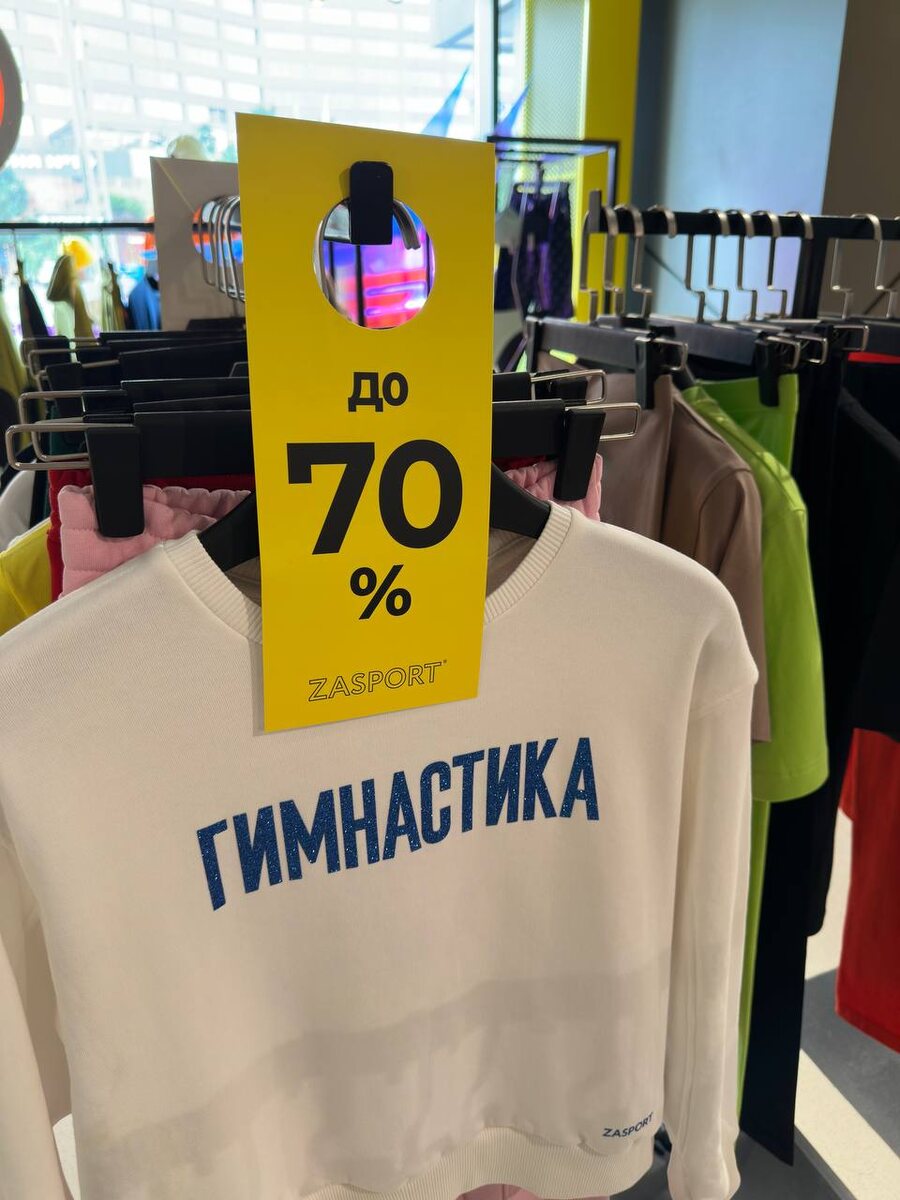 до
70
%
ZASPORT®
ГИМНАСТИКА
ZASPORT